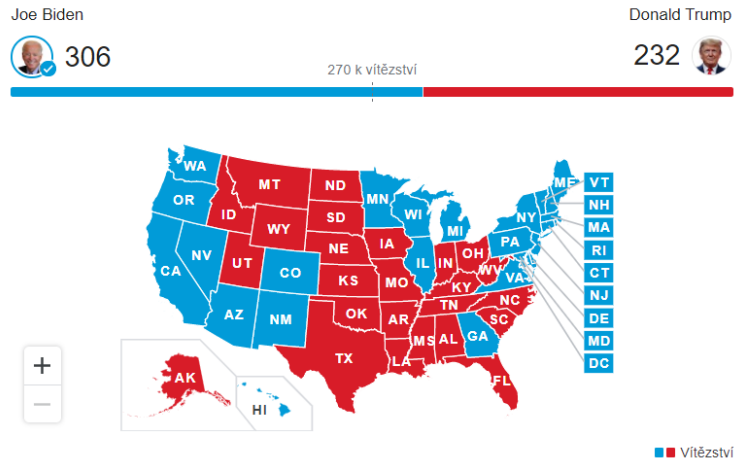 Joe Biden
Donald Trump
306
232
270 k vítězství
WA
OR
CA
NV
ID
MT
WY
UT
AZ
CO
NM
ND
SD
NE
KS
OK
TX
MN
IA
MO
AR
LA
WI
IL
MI
IN
OH
KY
TN
MS
AL
GA
FL
SC
NC
WV
VA
PA
NY
ME
VT
NH
MA
RI
CT
NJ
DE
MD
DC
AK
HI
+
−
Vítězství